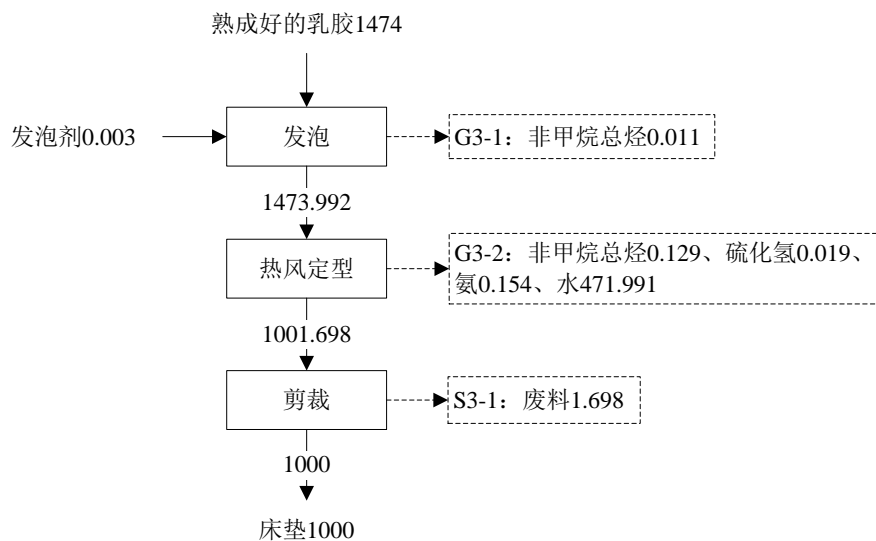 熟成好的乳胶1474
发泡剂0.003
发泡
G3-1：非甲烷总烃0.011
1473.992
热风定型
G3-2：非甲烷总烃0.129、硫化氢0.019、
氨0.154、水471.991
1001.698
剪裁
S3-1：废料1.698
1000
床垫1000